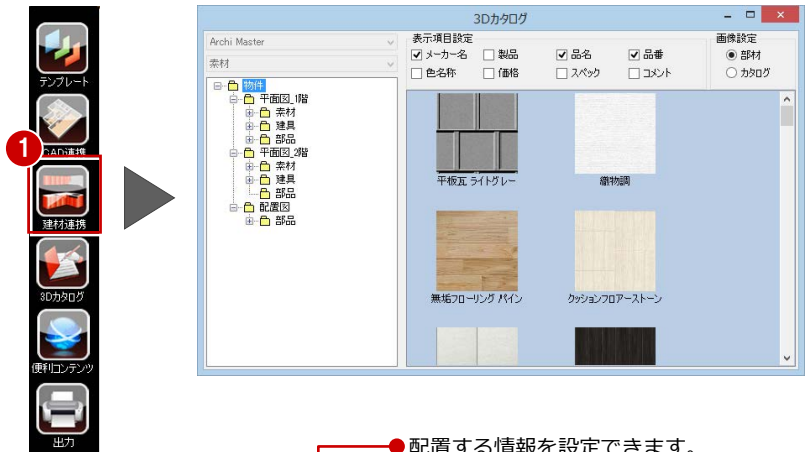 テンプレート
CAD連携
1
建材連携
3Dカタログ
便利コンテンツ
出力
3Dカタログ
Archi Master
素材
表示項目設定
メーカー名 製品 品名 品番
色名称 価格 スペック コメント
画像設定
部材
カタログ
物件
平面図_1階
素材
建具
部品
平面図_2階
素材
建具
部品
配置図
部品
平板瓦 ライトグレー 織物調
無垢フローリング パイン クッションフロアーストーン
配置する情報を設定できます。